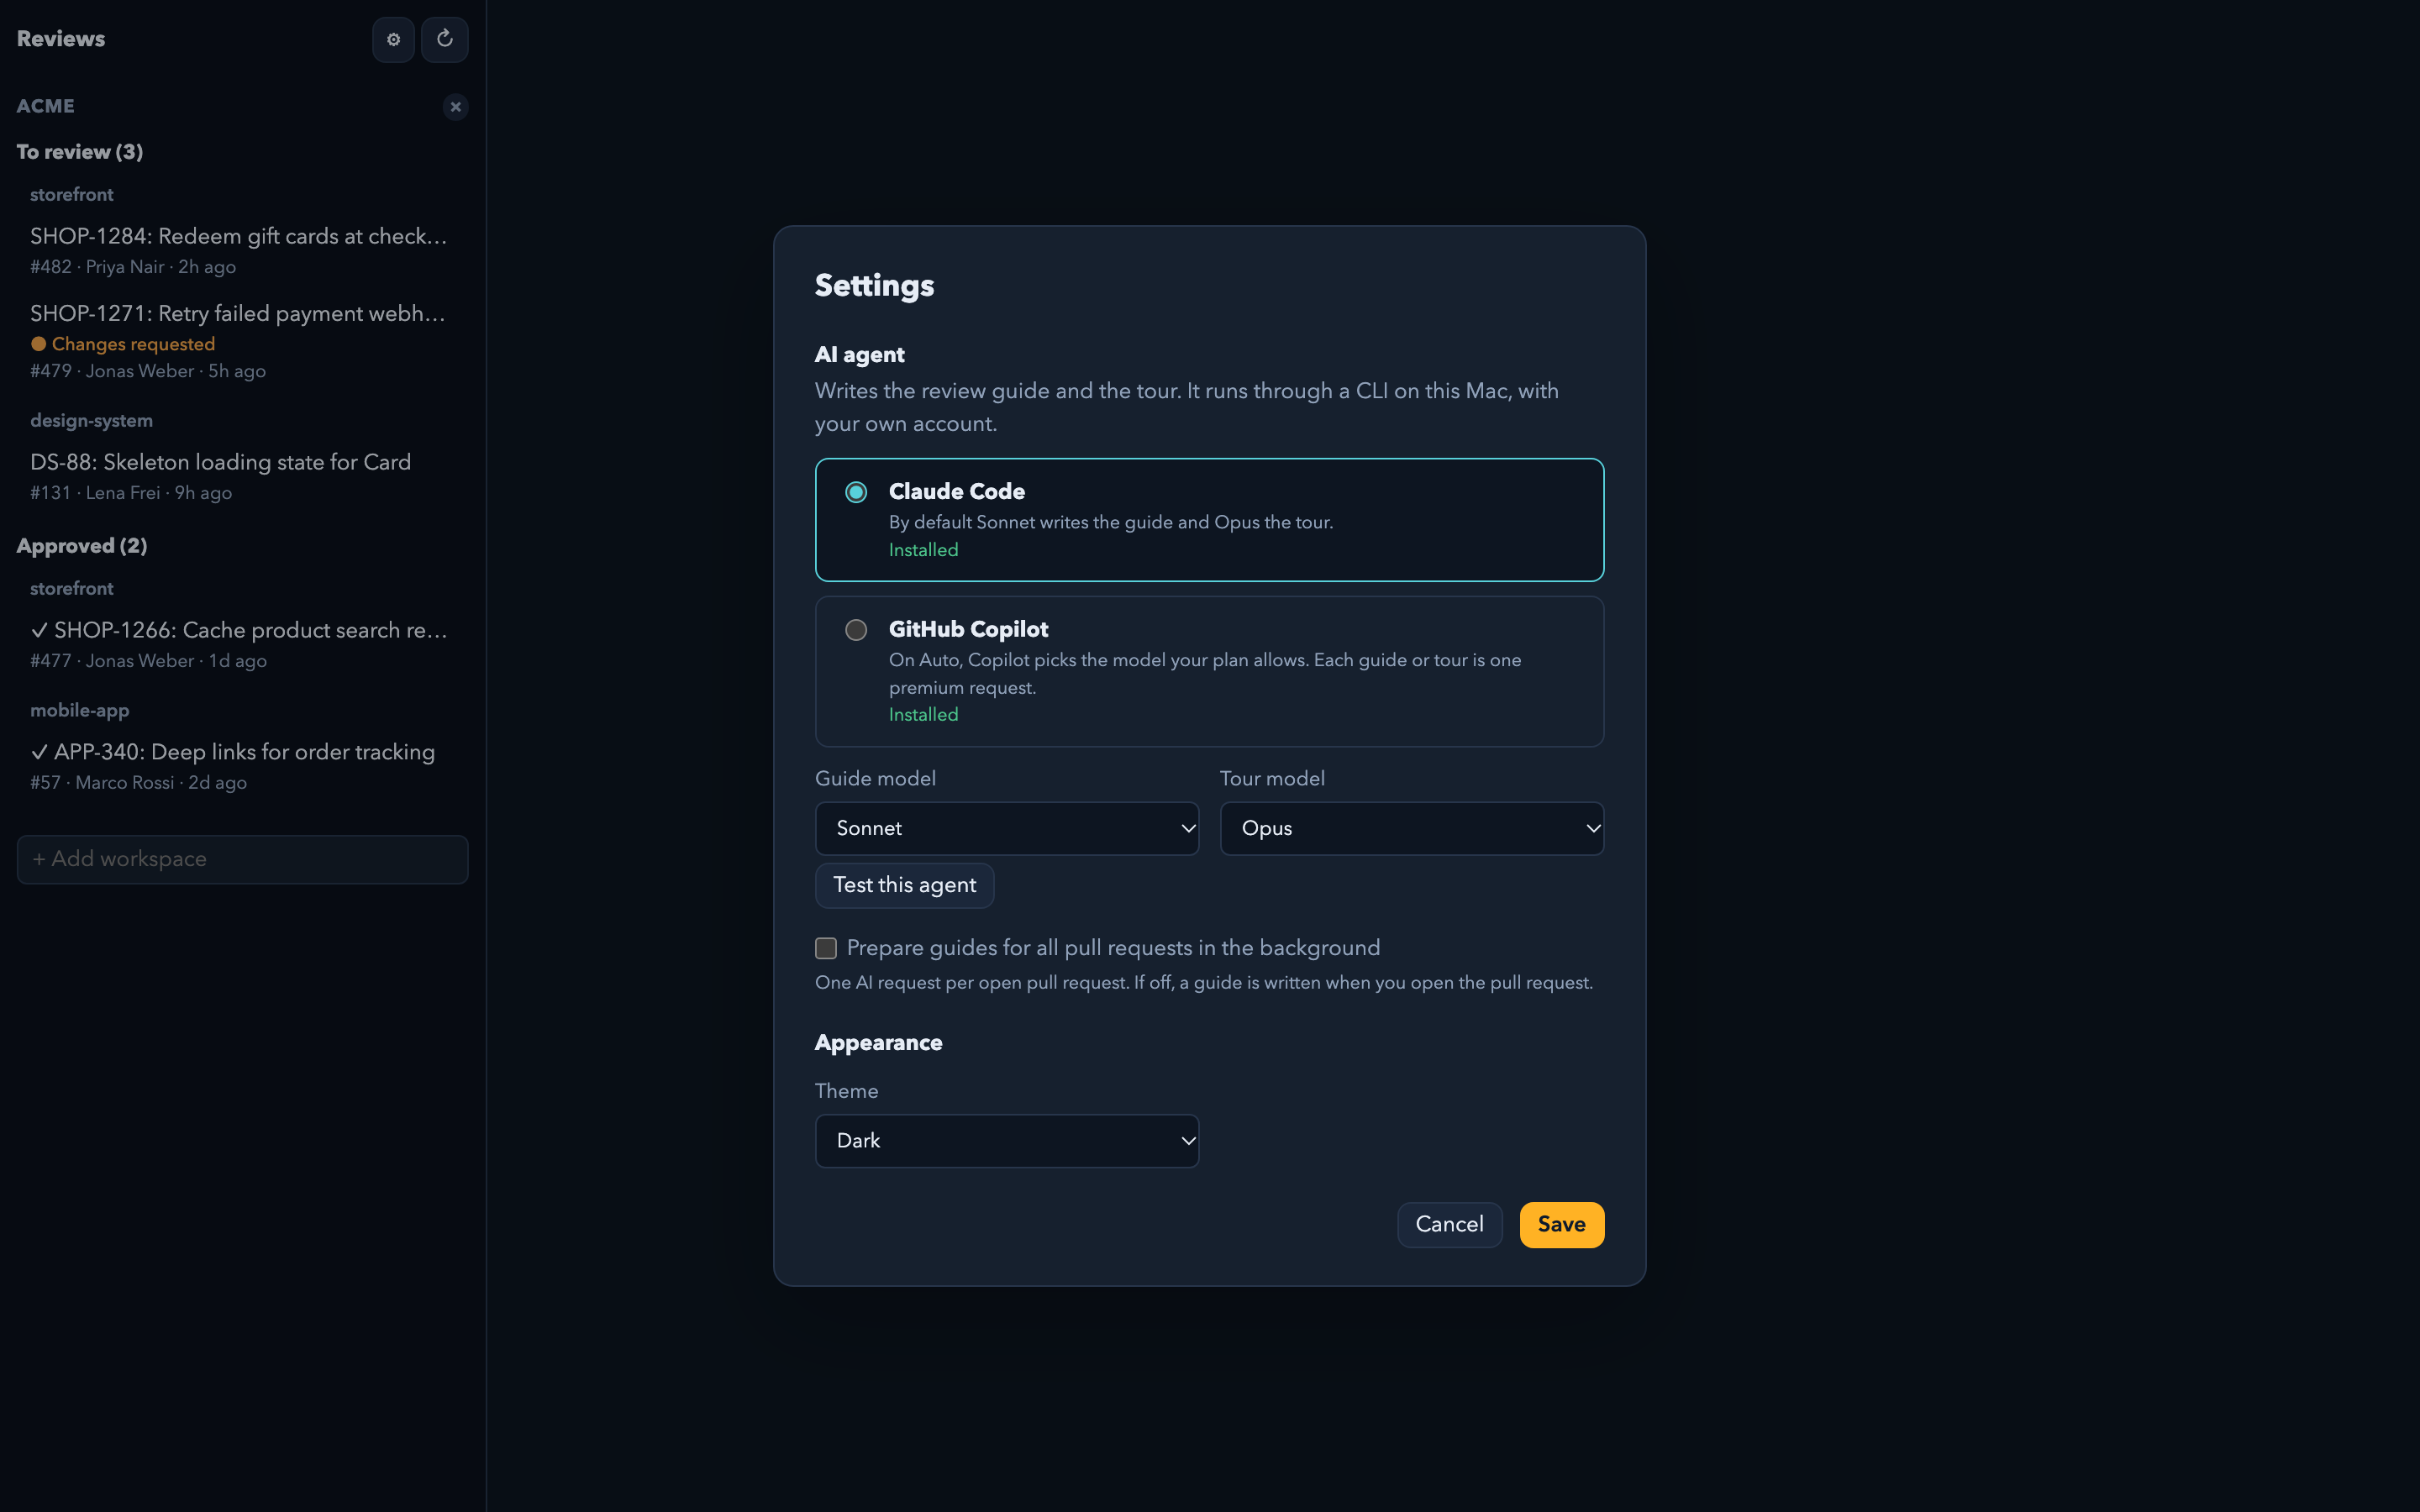 Reviews
ACME
To review (3)
storefront
SHOP-1284: Redeem gift cards at check…
#482 · Priya Nair · 2h ago
SHOP-1271: Retry failed payment webh…
Changes requested
#479 · Jonas Weber · 5h ago
design-system
DS-88: Skeleton loading state for Card
#131 · Lena Frei · 9h ago
Approved (2)
storefront
✓ SHOP-1266: Cache product search re…
#477 · Jonas Weber · 1d ago
mobile-app
✓ APP-340: Deep links for order tracking
#57 · Marco Rossi · 2d ago
+ Add workspace
Settings
AI agent
Writes the review guide and the tour. It runs through a CLI on this Mac, with
your own account.
Claude Code
By default Sonnet writes the guide and Opus the tour.
Installed
GitHub Copilot
On Auto, Copilot picks the model your plan allows. Each guide or tour is one
premium request.
Installed
Guide model
Tour model
Sonnet
Opus
Test this agent
Prepare guides for all pull requests in the background
One AI request per open pull request. If off, a guide is written when you open the pull request.
Appearance
Theme
Dark
Cancel
Save